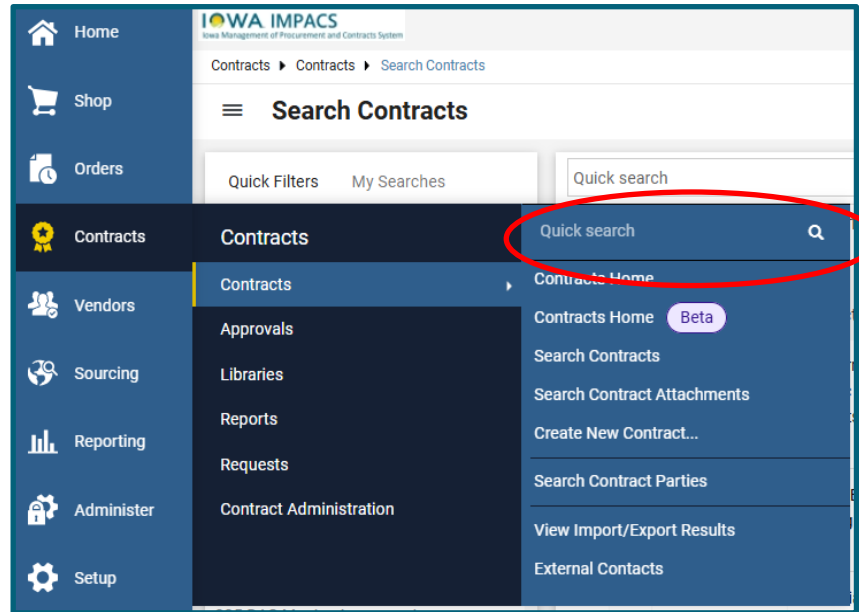 Home
Shop
Orders
Contracts
Vendors
Sourcing
Reporting
Administer
Setup
IOWA IMPACS
Iowa Management of Procurement and Contracts System
Contracts ▸ Contracts ▸ Search Contracts
Search Contracts
Quick Filters My Searches
Quick search
Contracts
Contracts
Approvals
Libraries
Reports
Requests
Contract Administration
Quick search
Contracts Home
Contracts Home Beta
Search Contracts
Search Contract Attachments
Create New Contract...
Search Contract Parties
View Import/Export Results
External Contacts